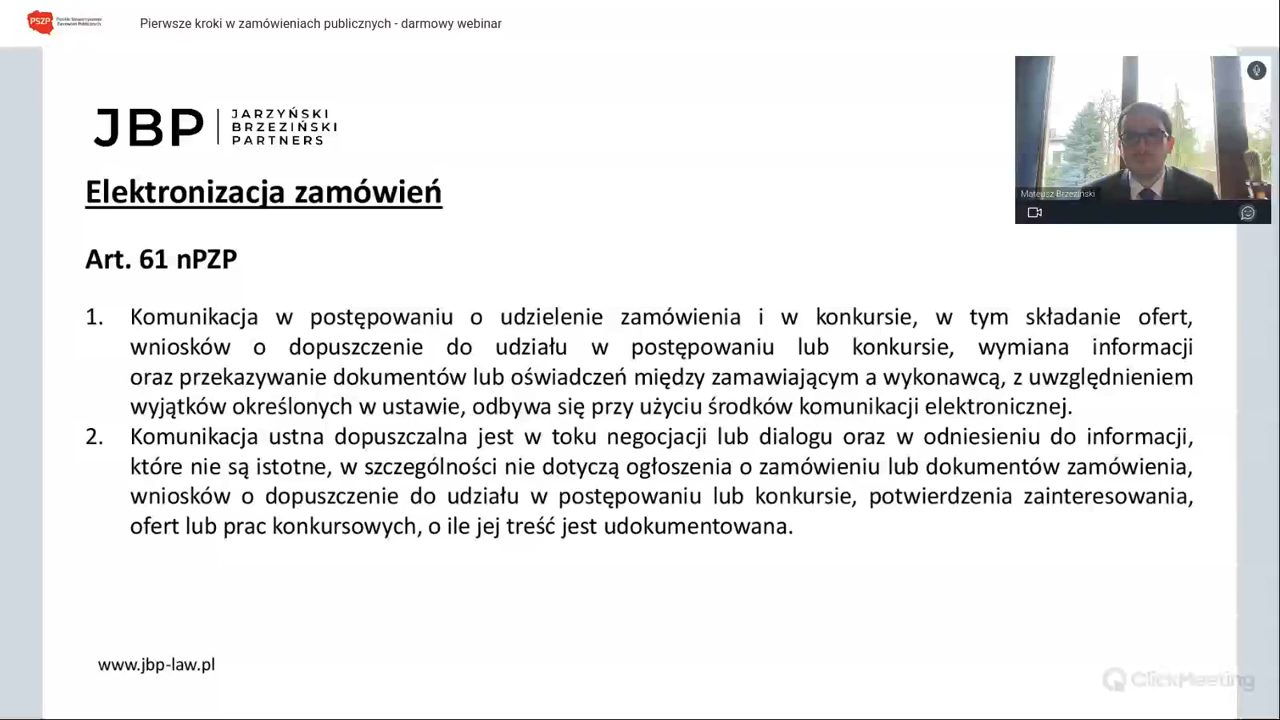 PSZP Polskie Stowarzyszenie
Zamówień Publicznych
Pierwsze kroki w zamówieniach publicznych - darmowy webinar
JBP
JARZYŃSKI
BRZEZIŃSKI
PARTNERS
Mateusz Brzeziński
Elektronizacja zamówień
Art. 61 nPZP
1. Komunikacja w postępowaniu o udzielenie zamówienia i w konkursie, w tym składanie ofert,
wniosków o dopuszczenie do udziału w postępowaniu lub konkursie, wymiana informacji
oraz przekazywanie dokumentów lub oświadczeń między zamawiającym a wykonawcą, z uwzględnieniem
wyjątków określonych w ustawie, odbywa się przy użyciu środków komunikacji elektronicznej.
2. Komunikacja ustna dopuszczalna jest w toku negocjacji lub dialogu oraz w odniesieniu do informacji,
które nie są istotne, w szczególności nie dotyczą ogłoszenia o zamówieniu lub dokumentów zamówienia,
wniosków o dopuszczenie do udziału w postępowaniu lub konkursie, potwierdzenia zainteresowania,
ofert lub prac konkursowych, o ile jej treść jest udokumentowana.
www.jbp-law.pl
ClickMeeting